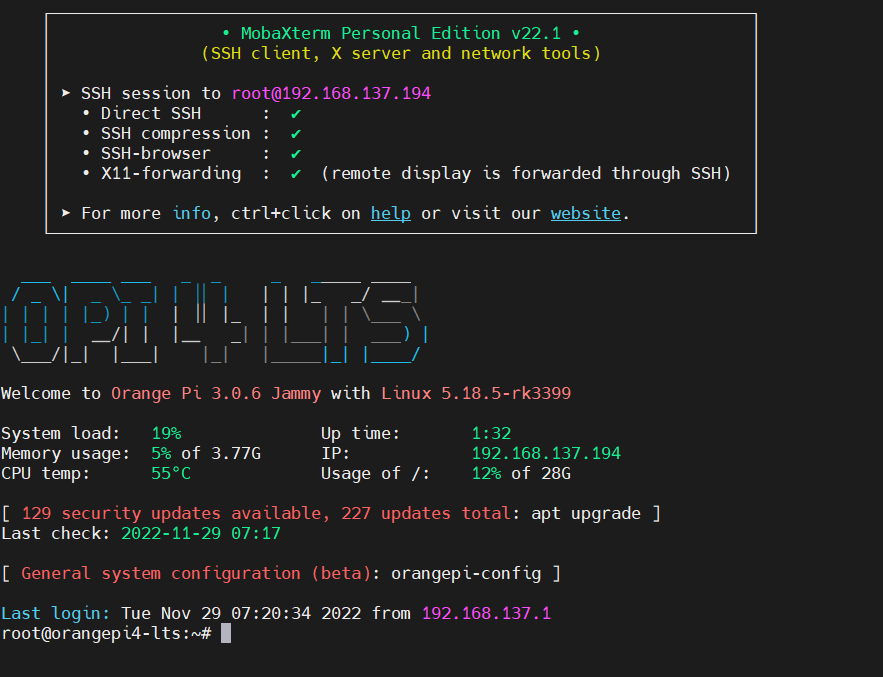 • MobaXterm Personal Edition v22.1 •
(SSH client, X server and network tools)
➤ SSH session to root@192.168.137.194
• Direct SSH : ✔
• SSH compression : ✔
• SSH-browser : ✔
• X11-forwarding : ✔ (remote display is forwarded through SSH)
➤ For more info, ctrl+click on help or visit our website.
OPI 4 LTS
Welcome to Orange Pi 3.0.6 Jammy with Linux 5.18.5-rk3399
System load: 19% Up time: 1:32
Memory usage: 5% of 3.77G IP: 192.168.137.194
CPU temp: 55°C Usage of /: 12% of 28G
[ 129 security updates available, 227 updates total: apt upgrade ]
Last check: 2022-11-29 07:17
[ General system configuration (beta): orangepi-config ]
Last login: Tue Nov 29 07:20:34 2022 from 192.168.137.1
root@orangepi4-lts:~#